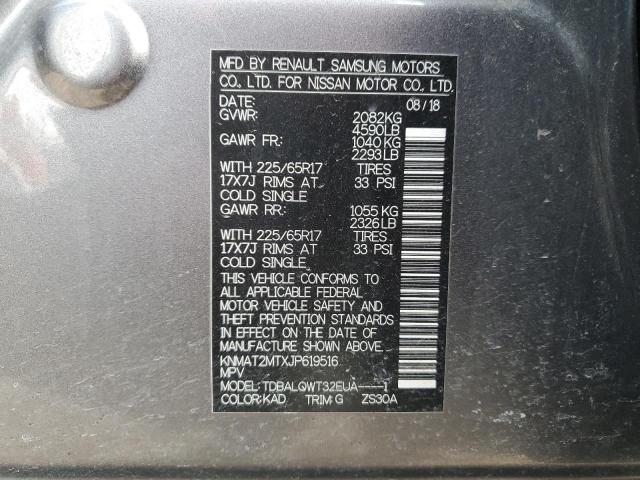 MFD BY RENAULT SAMSUNG MOTORS
CO., LTD. FOR NISSAN MOTOR CO., LTD.
DATE: 08/18
GVWR: 2082KG
4590LB
GAWR FR: 1040KG
2293LB
WITH 225/65R17 TIRES
17X7J RIMS AT 33 PSI
COLD SINGLE
GAWR RR: 1055 KG
2326LB
WITH 225/65R17 TIRES
17X7J RIMS AT 33 PSI
COLD SINGLE
THIS VEHICLE CONFORMS TO
ALL APPLICABLE FEDERAL
MOTOR VEHICLE SAFETY AND
THEFT PREVENTION STANDARDS
IN EFFECT ON THE DATE OF
MANUFACTURE SHOWN ABOVE.
KNMAT2MTXJP619516
MPV
MODEL: TDBALQWT32EUA----1
COLOR: KAD TRIM: G ZS30A